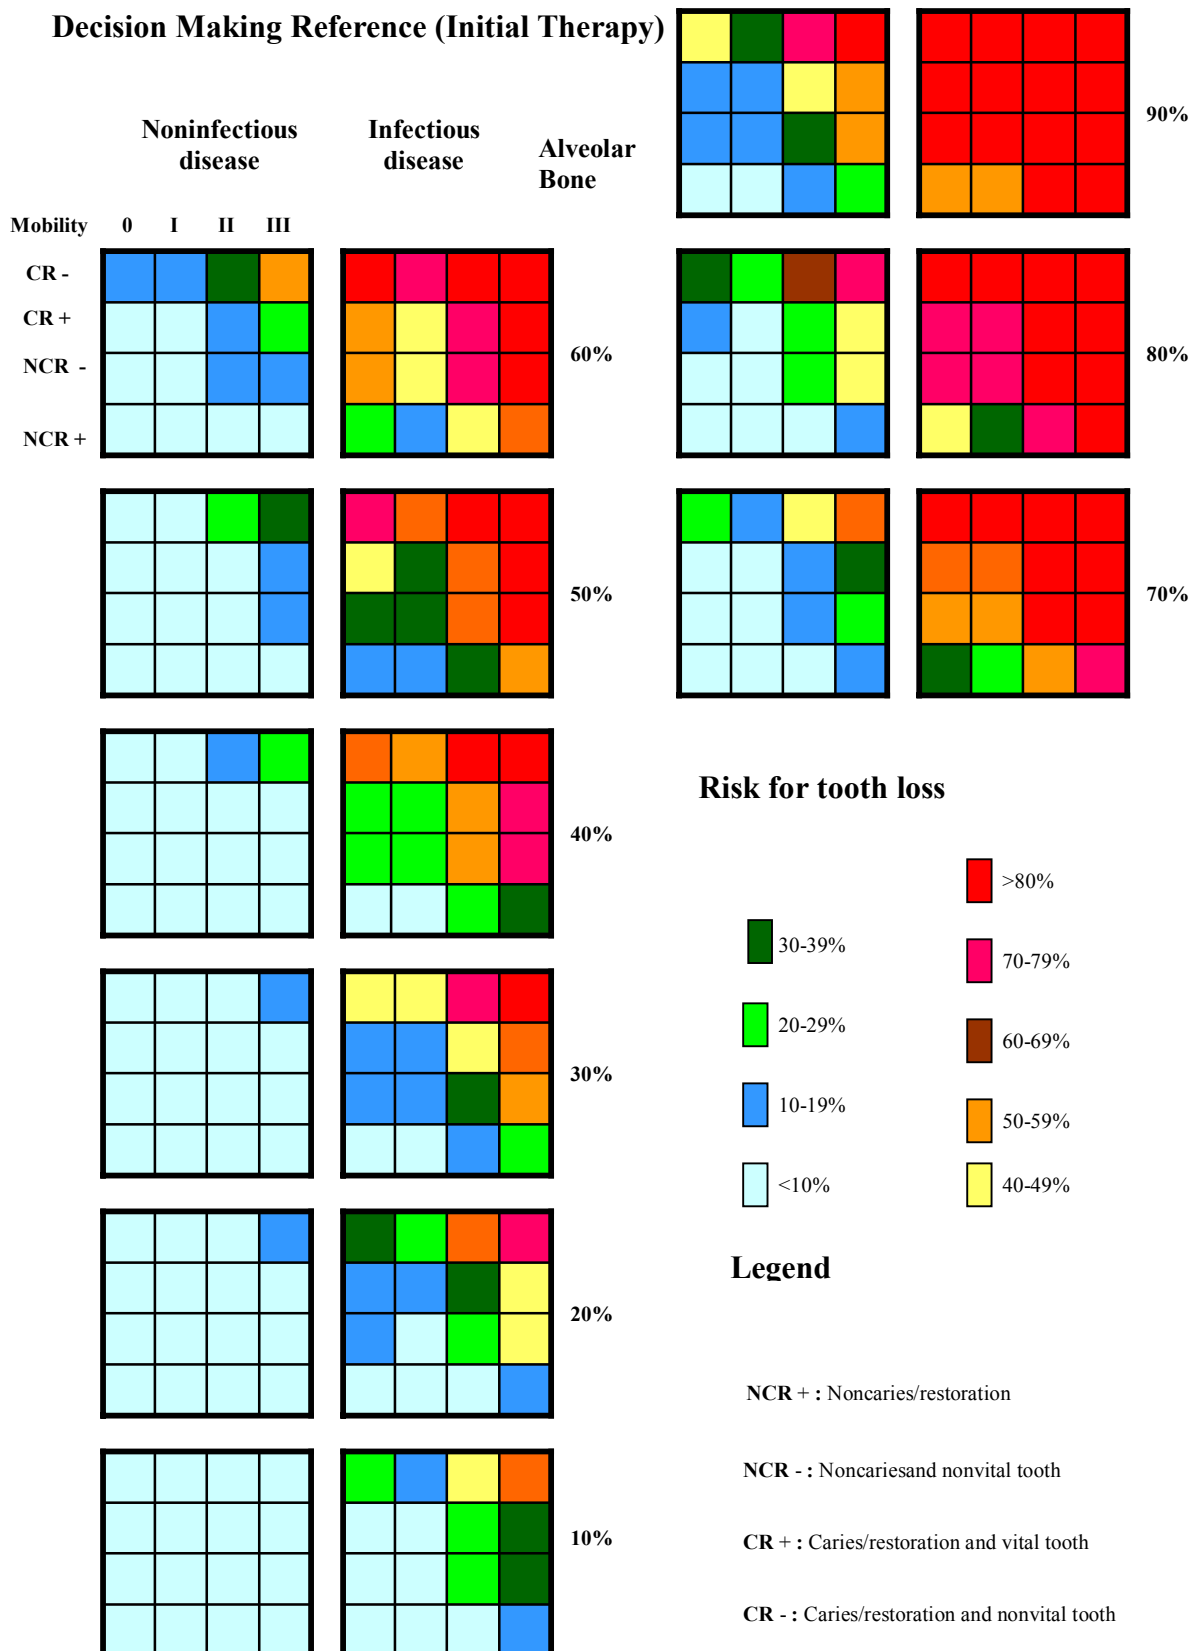 Decision Making Reference (Initial Therapy)
Noninfectious
disease
Infectious
disease
Alveolar
Bone
90%
Mobility 0 I II III
CR -
CR +
NCR -
NCR +
60%
80%
50%
70%
40%
30%
20%
10%
Risk for tooth loss
>80%
30-39%
70-79%
20-29%
60-69%
10-19%
50-59%
<10%
40-49%
Legend
NCR + : Noncaries/restoration
NCR - : Noncariesand nonvital tooth
CR + : Caries/restoration and vital tooth
CR - : Caries/restoration and nonvital tooth